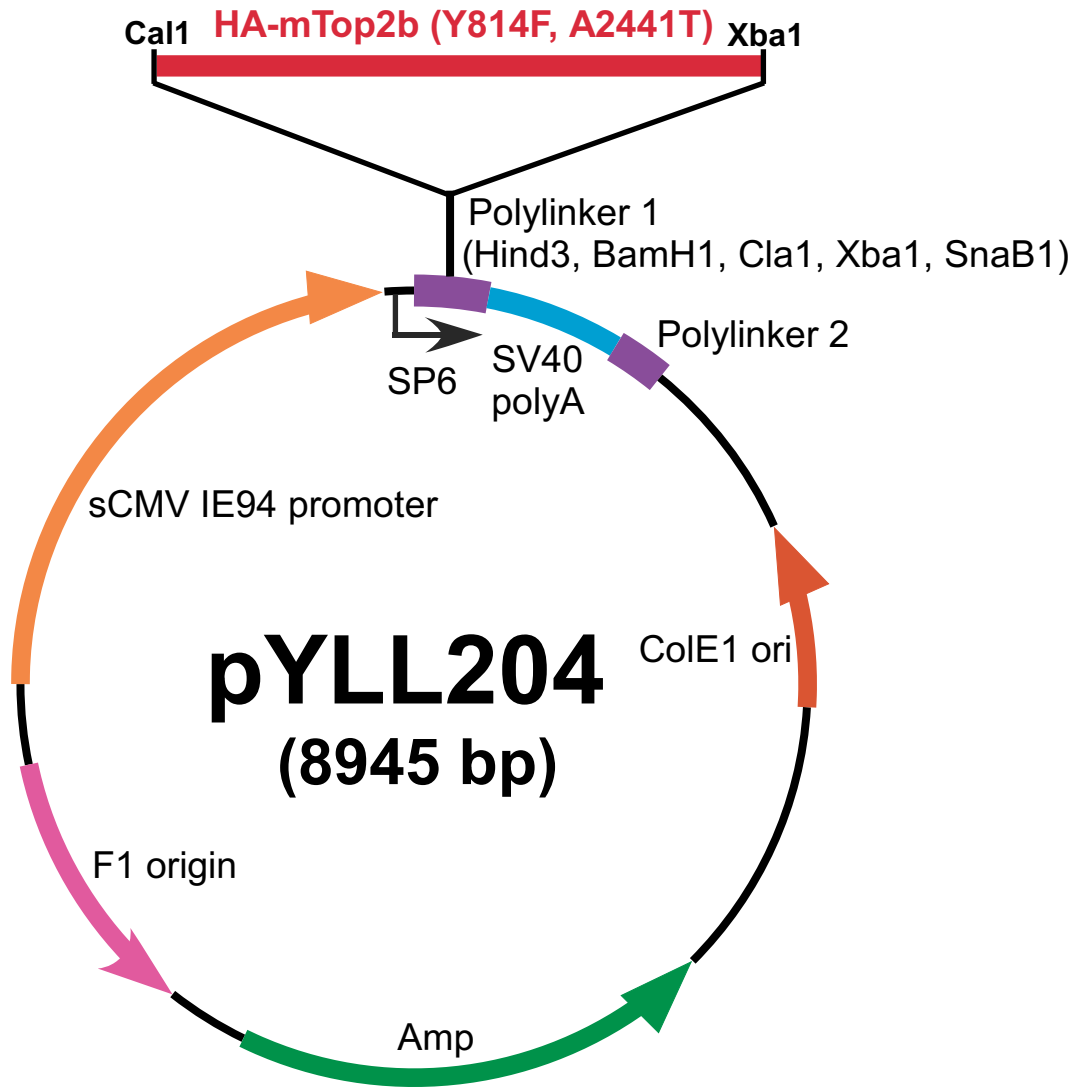 Cal1 HA-mTop2b (Y814F, A2441T) Xba1
Polylinker 1
(Hind3, BamH1, Cla1, Xba1, SnaB1)
Polylinker 2
SV40
polyA
SP6
sCMV IE94 promoter
pYLL204
(8945 bp)
ColE1 ori
F1 origin
Amp